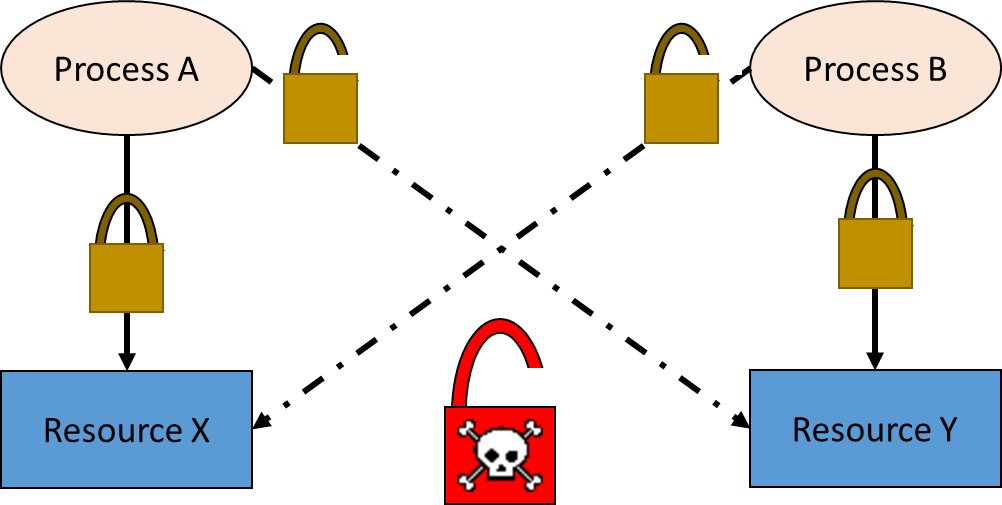 Process A
Process B
Resource X
Resource Y